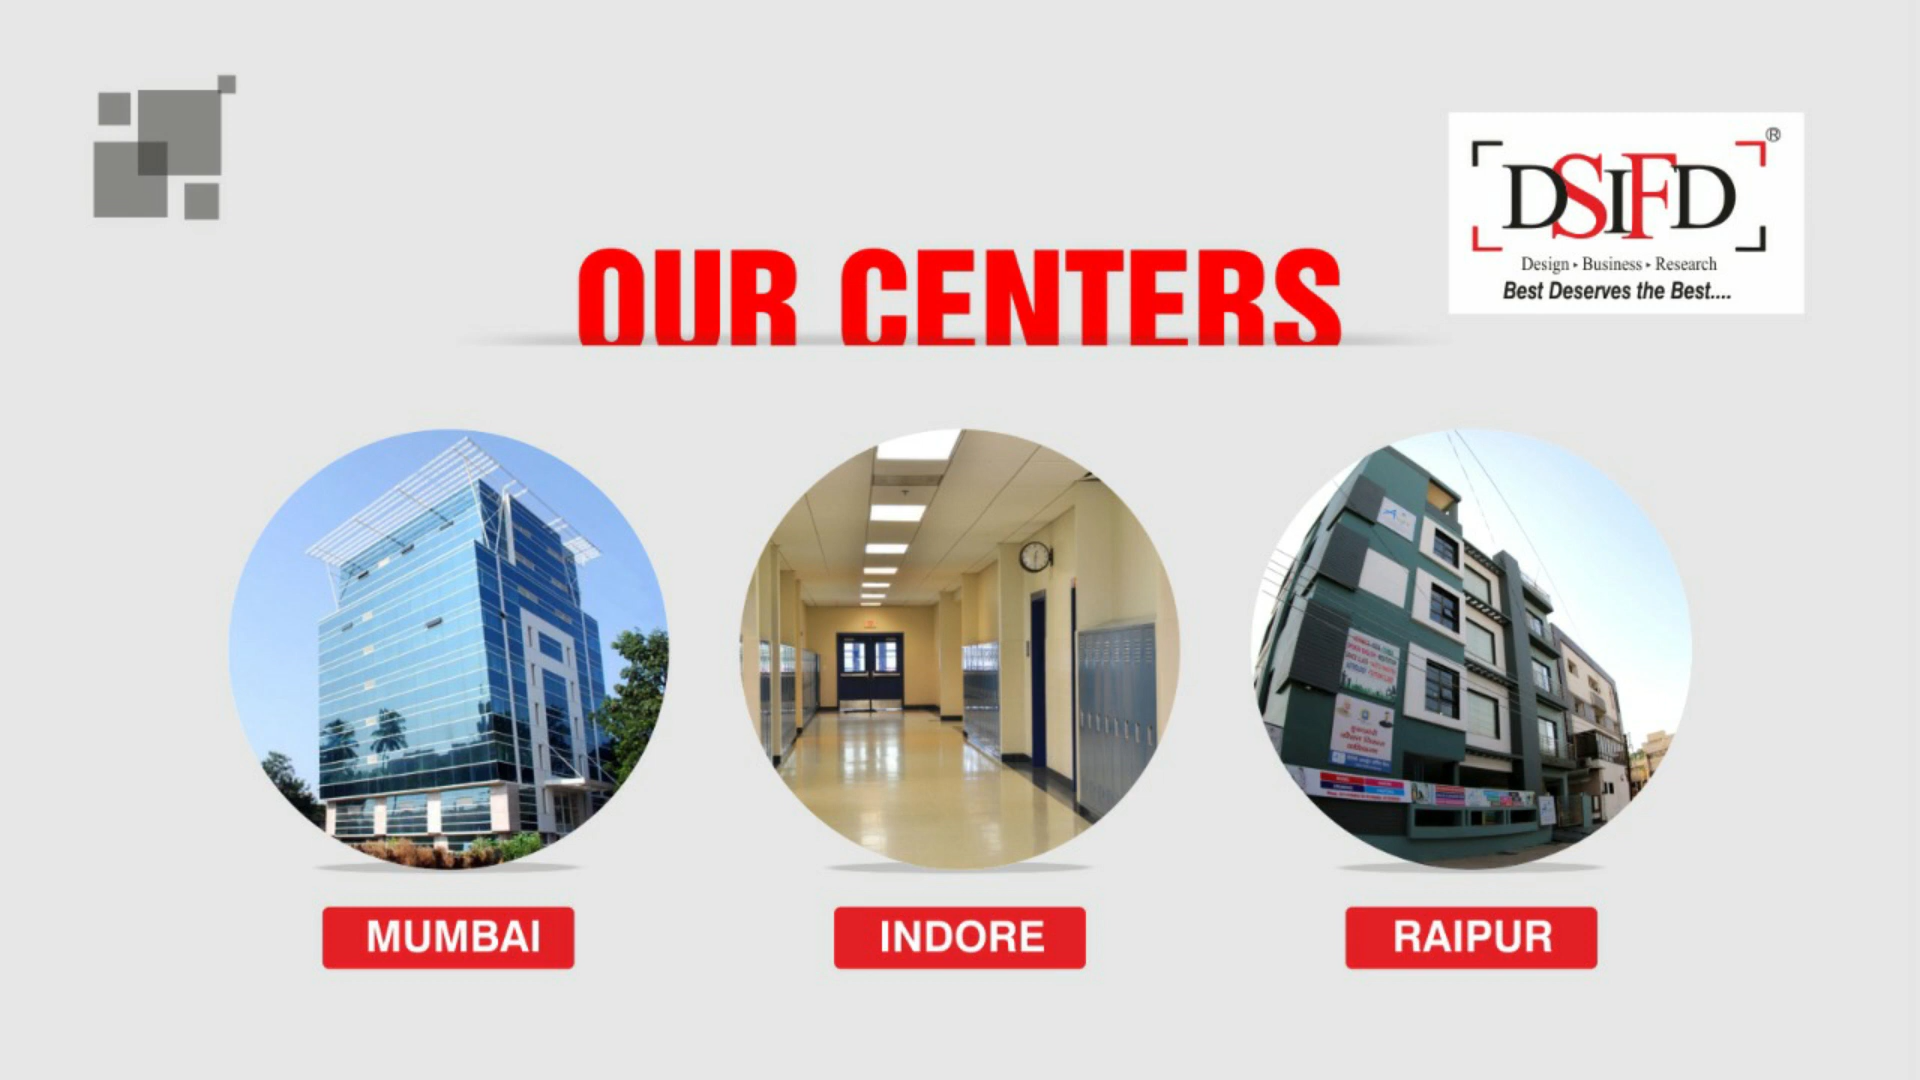 DSIFD®
Design ▸ Business ▸ Research
Best Deserves the Best....
OUR CENTERS
MUMBAI
INDORE
RAIPUR